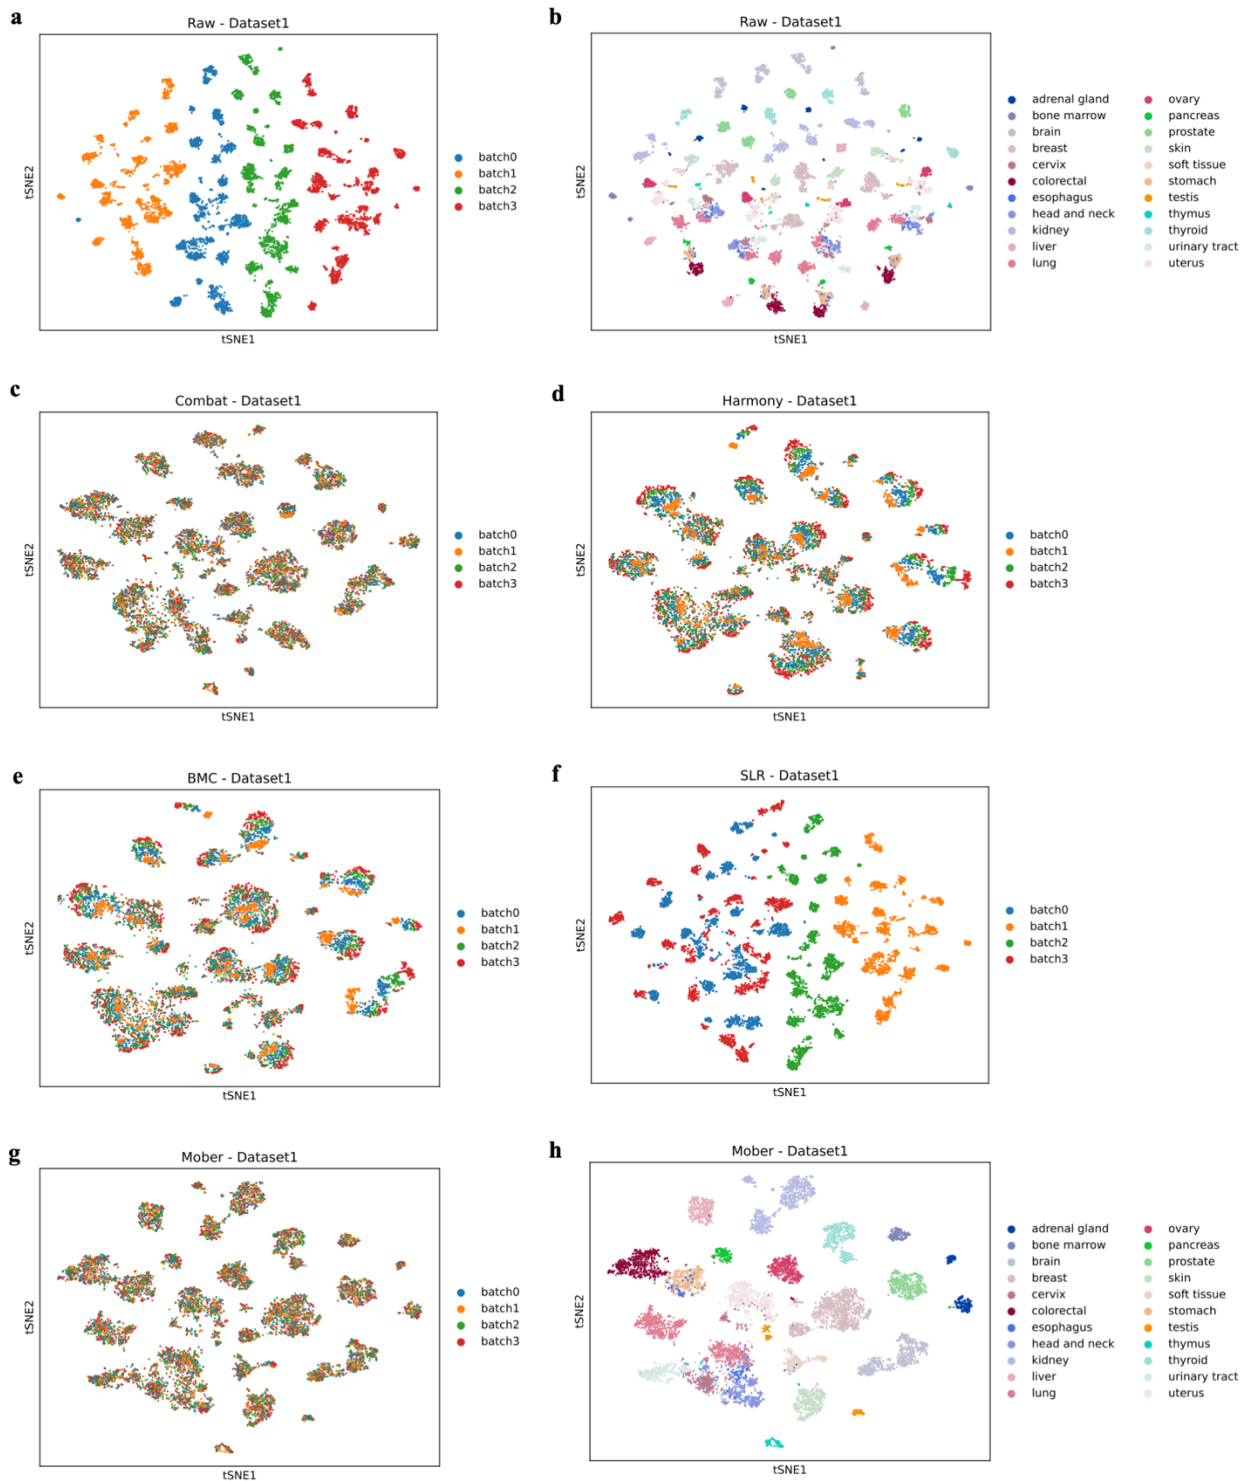 a
Raw - Dataset1
tSNE2
tSNE1
batch0
batch1
batch2
batch3
b
Raw - Dataset1
tSNE2
tSNE1
adrenal gland
bone marrow
brain
breast
cervix
colorectal
esophagus
head and neck
kidney
liver
lung
ovary
pancreas
prostate
skin
soft tissue
stomach
testis
thymus
thyroid
urinary tract
uterus
c
Combat - Dataset1
tSNE2
tSNE1
batch0
batch1
batch2
batch3
d
Harmony - Dataset1
tSNE2
tSNE1
batch0
batch1
batch2
batch3
e
BMC - Dataset1
tSNE2
tSNE1
batch0
batch1
batch2
batch3
f
SLR - Dataset1
tSNE2
tSNE1
batch0
batch1
batch2
batch3
g
Mober - Dataset1
tSNE2
tSNE1
batch0
batch1
batch2
batch3
h
Mober - Dataset1
tSNE2
tSNE1
adrenal gland
bone marrow
brain
breast
cervix
colorectal
esophagus
head and neck
kidney
liver
lung
ovary
pancreas
prostate
skin
soft tissue
stomach
testis
thymus
thyroid
urinary tract
uterus